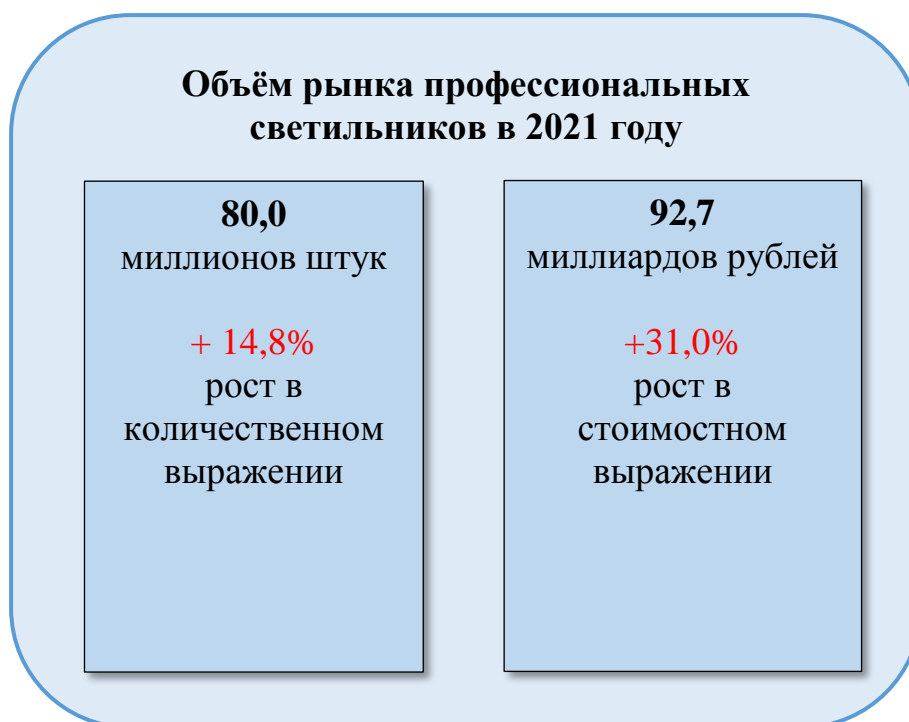 Объём рынка профессиональных
светильников в 2021 году
80,0
миллионов штук
+ 14,8%
рост в
количественном
выражении
92,7
миллиардов рублей
+31,0%
рост в
стоимостном
выражении